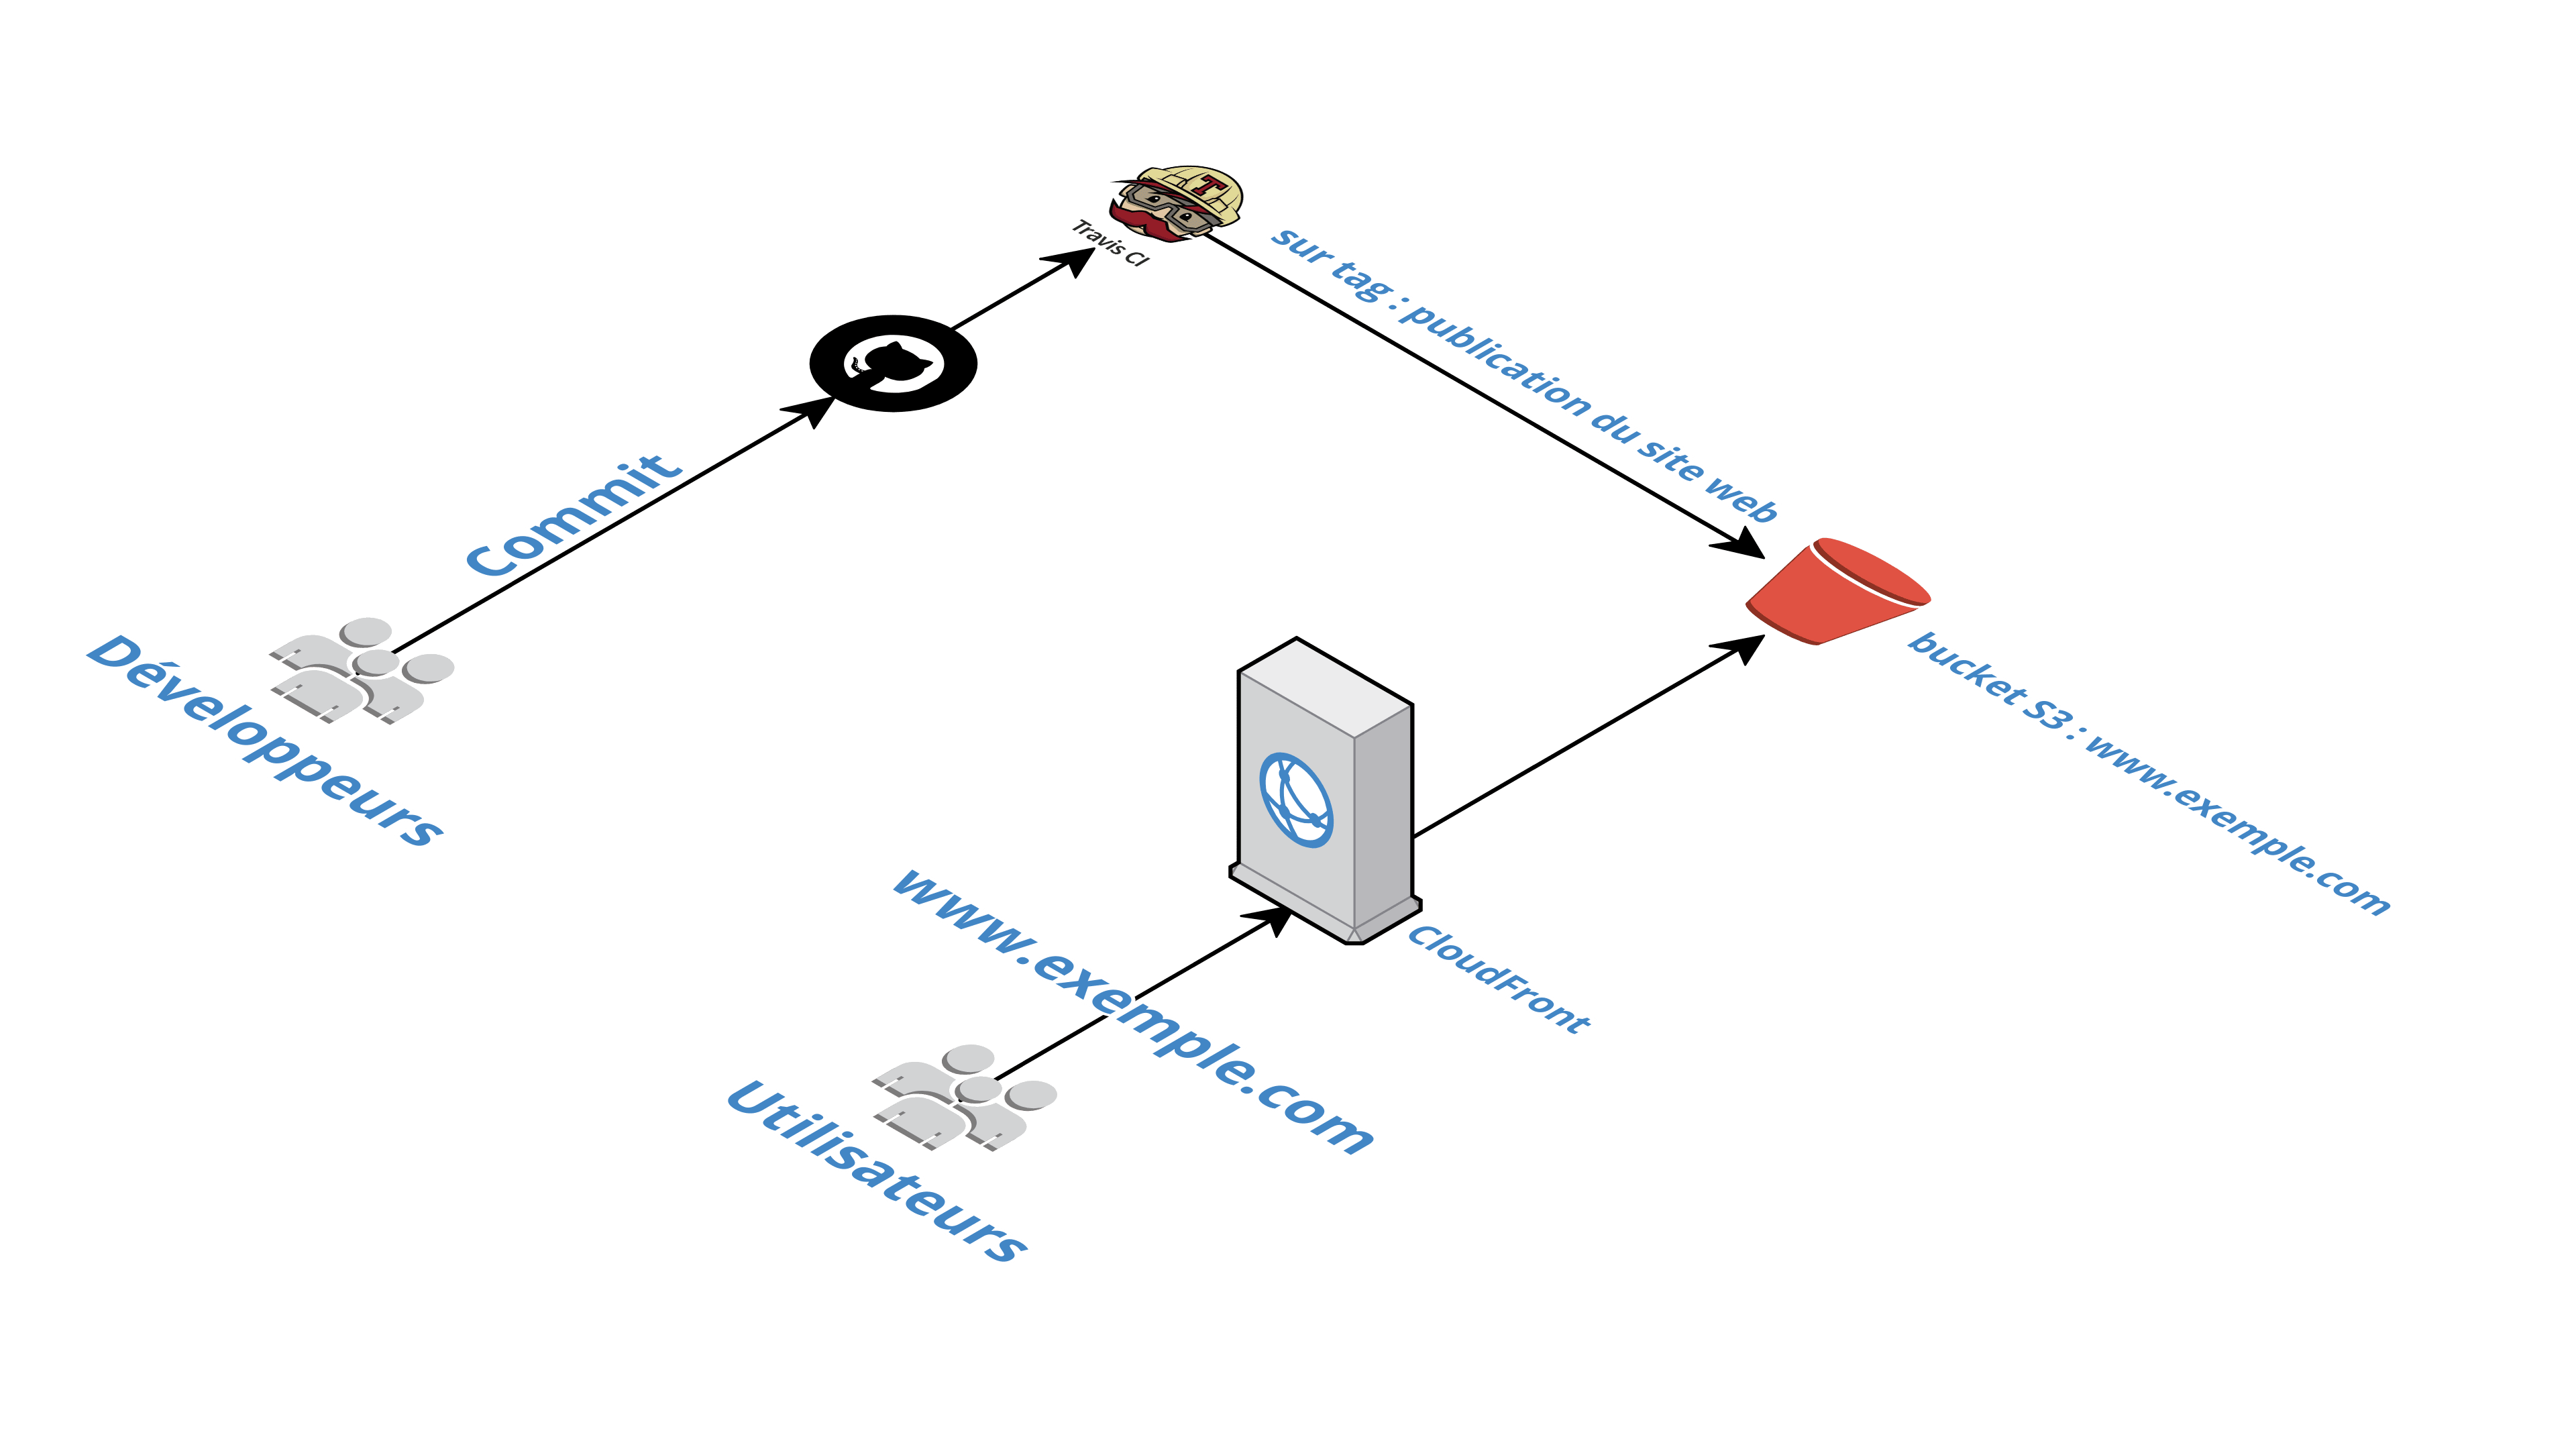 T
Travis CI
sur tag : publication du site web
Commit
Développeurs
bucket S3 : www.exemple.com
www.exemple.com
CloudFront
Utilisateurs